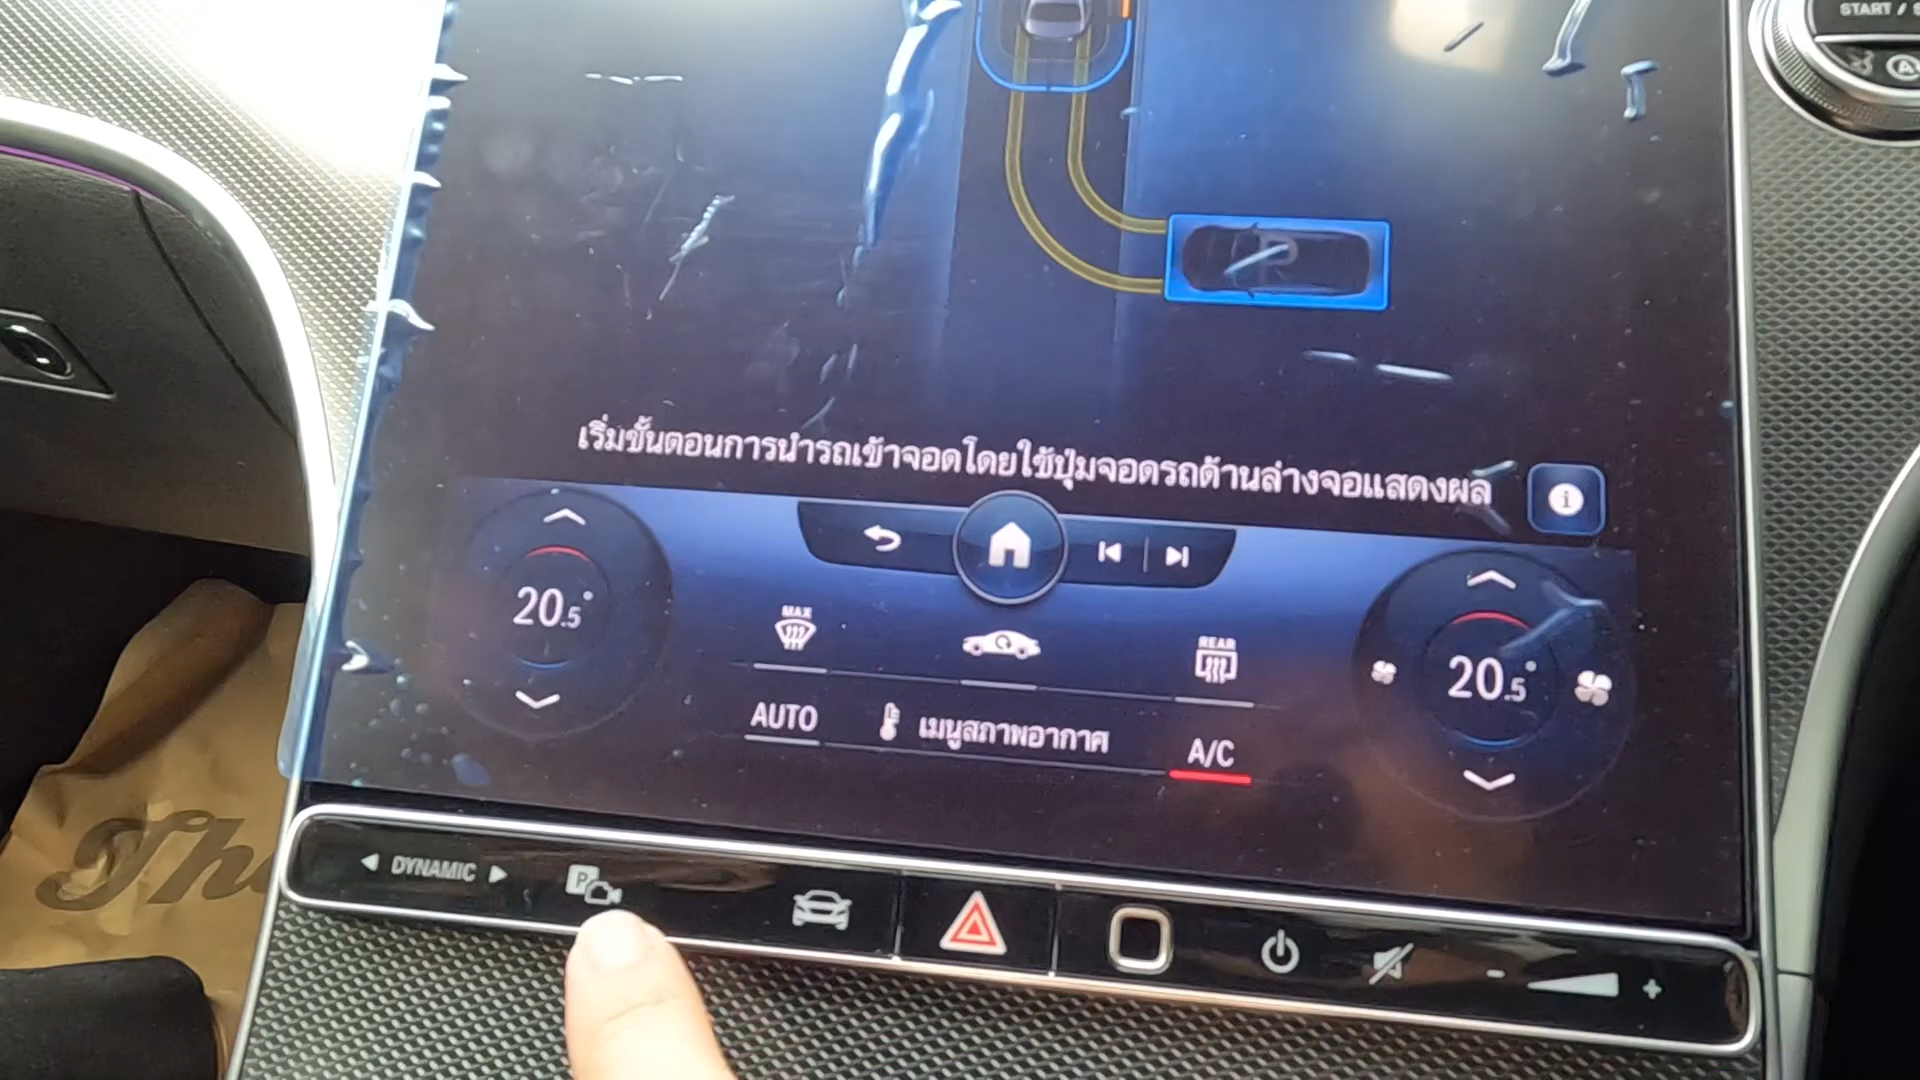 START / S
A
P
เริ่มขั้นตอนการนำรถเข้าจอดโดยใช้ปุ่มจอดรถด้านล่างจอแสดงผล
i
20.5°
MAX
REAR
20.5°
AUTO
เมนูสภาพอากาศ
A/C
The
DYNAMIC
P
- +